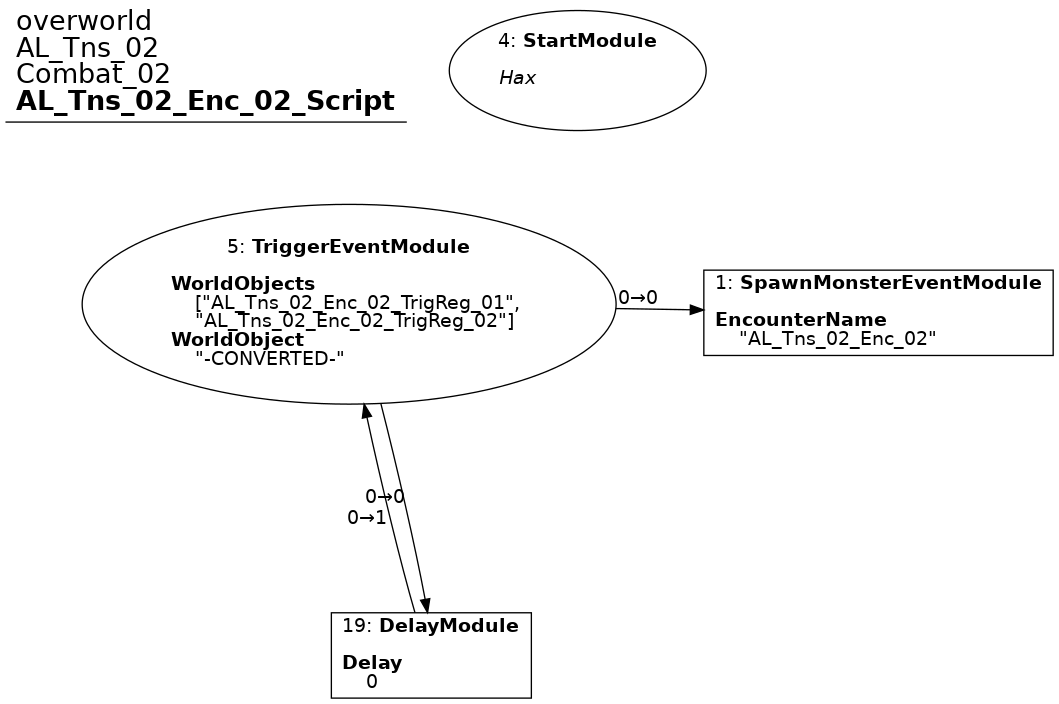 overworld
AL_Tns_02
Combat_02
AL_Tns_02_Enc_02_Script
4: StartModule
Hax
5: TriggerEventModule
WorldObjects
["AL_Tns_02_Enc_02_TrigReg_01",
"AL_Tns_02_Enc_02_TrigReg_02"]
WorldObject
"-CONVERTED-"
0→0
1: SpawnMonsterEventModule
EncounterName
"AL_Tns_02_Enc_02"
0→0
0→1
19: DelayModule
Delay
0